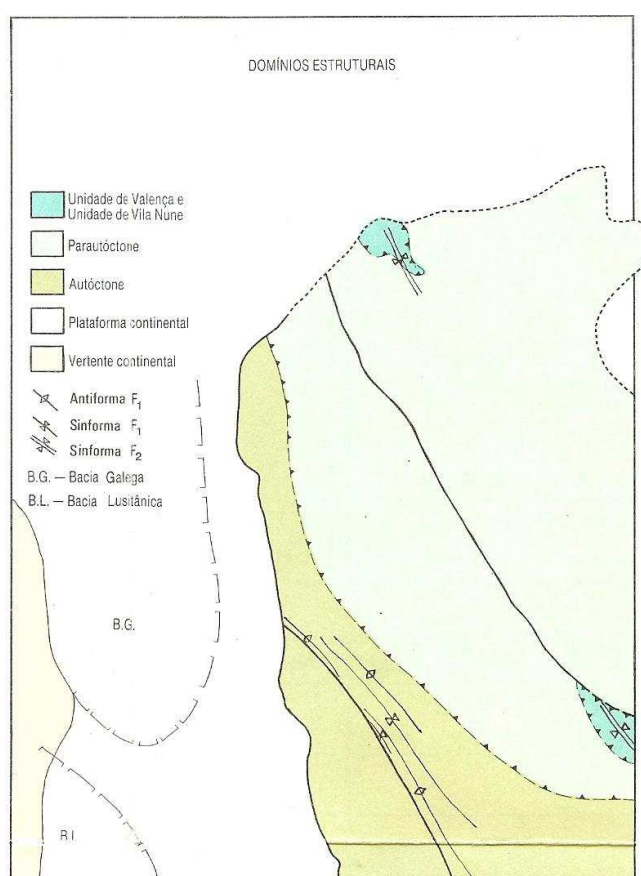 DOMÍNIOS ESTRUTURAIS
Unidade de Valença e
Unidade de Vila Nune
Parautóctone
Autóctone
Plataforma continental
Vertente continental
Antiforma F₁
Sinforma F₁
Sinforma F₂
B.G. — Bacia Galega
B.L. — Bacia Lusitânica
B.G.
B.L.